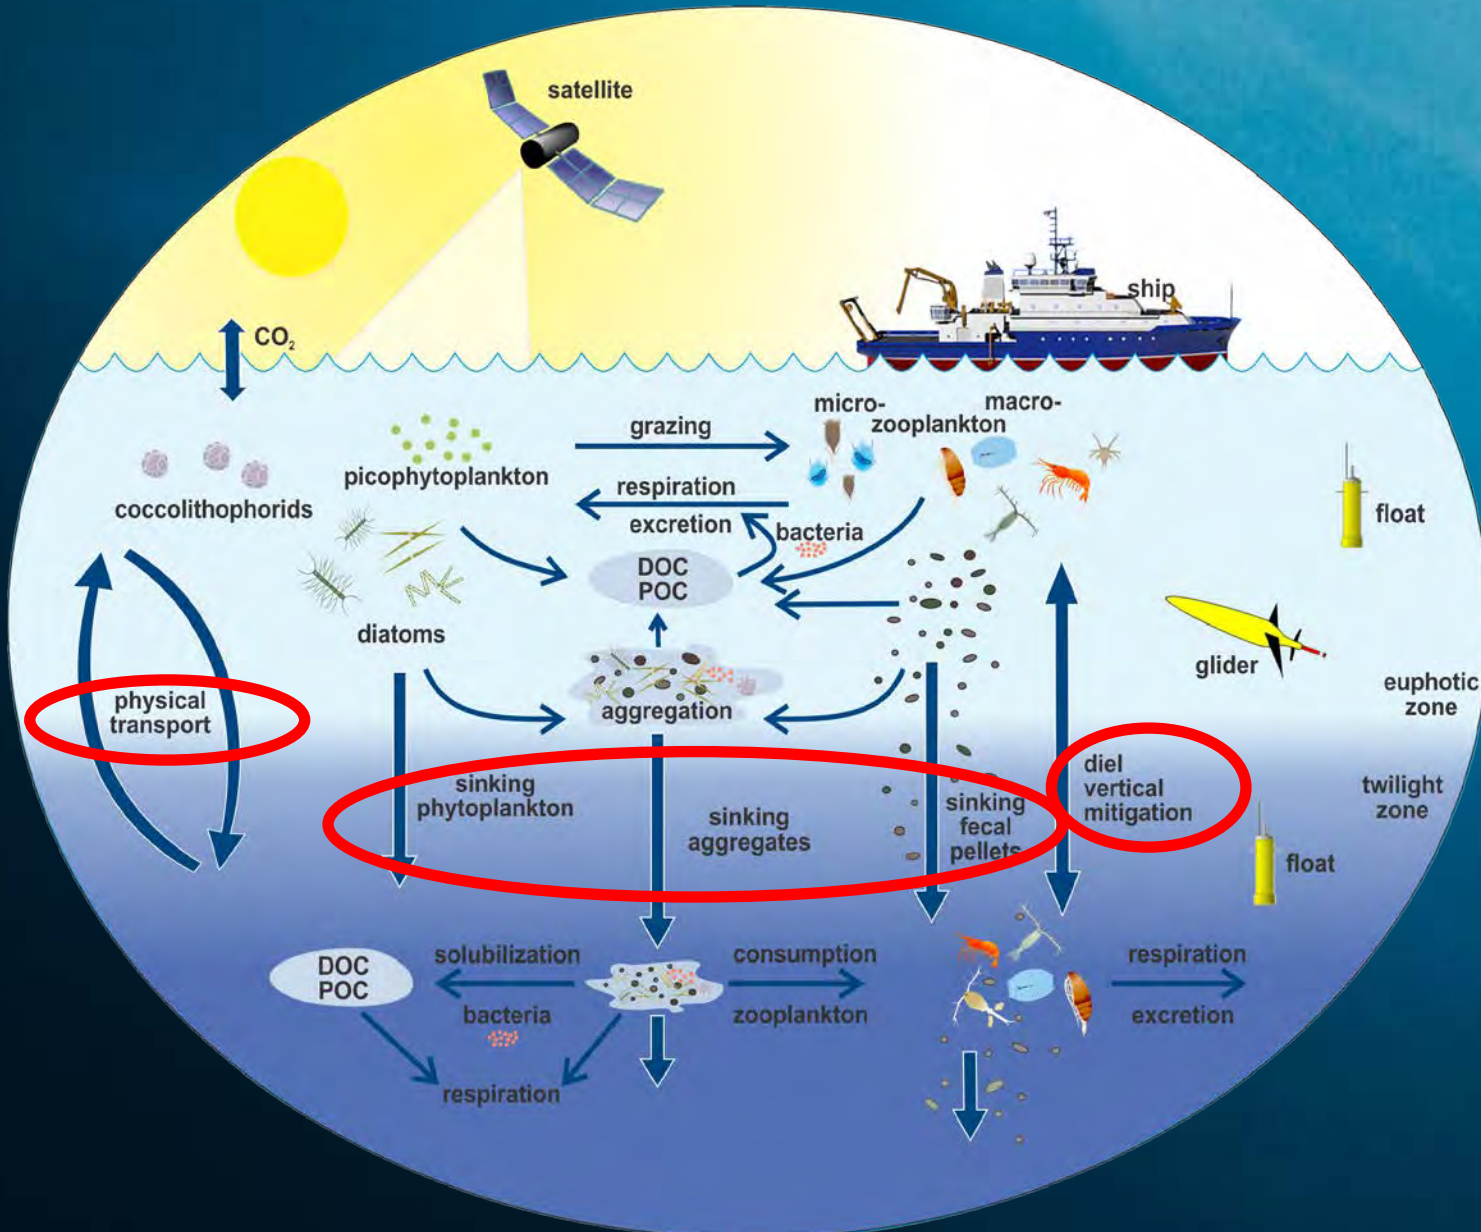 satellite
ship
CO₂
micro-
macro-
zooplankton
grazing
picophytoplankton
respiration
coccolithophorids
excretion
bacteria
float
DOC
POC
diatoms
glider
euphotic
zone
physical
transport
aggregation
diel
vertical
mitigation
twilight
zone
sinking
phytoplankton
sinking
aggregates
sinking
fecal
pellets
float
solubilization
consumption
respiration
DOC
POC
bacteria
zooplankton
excretion
respiration